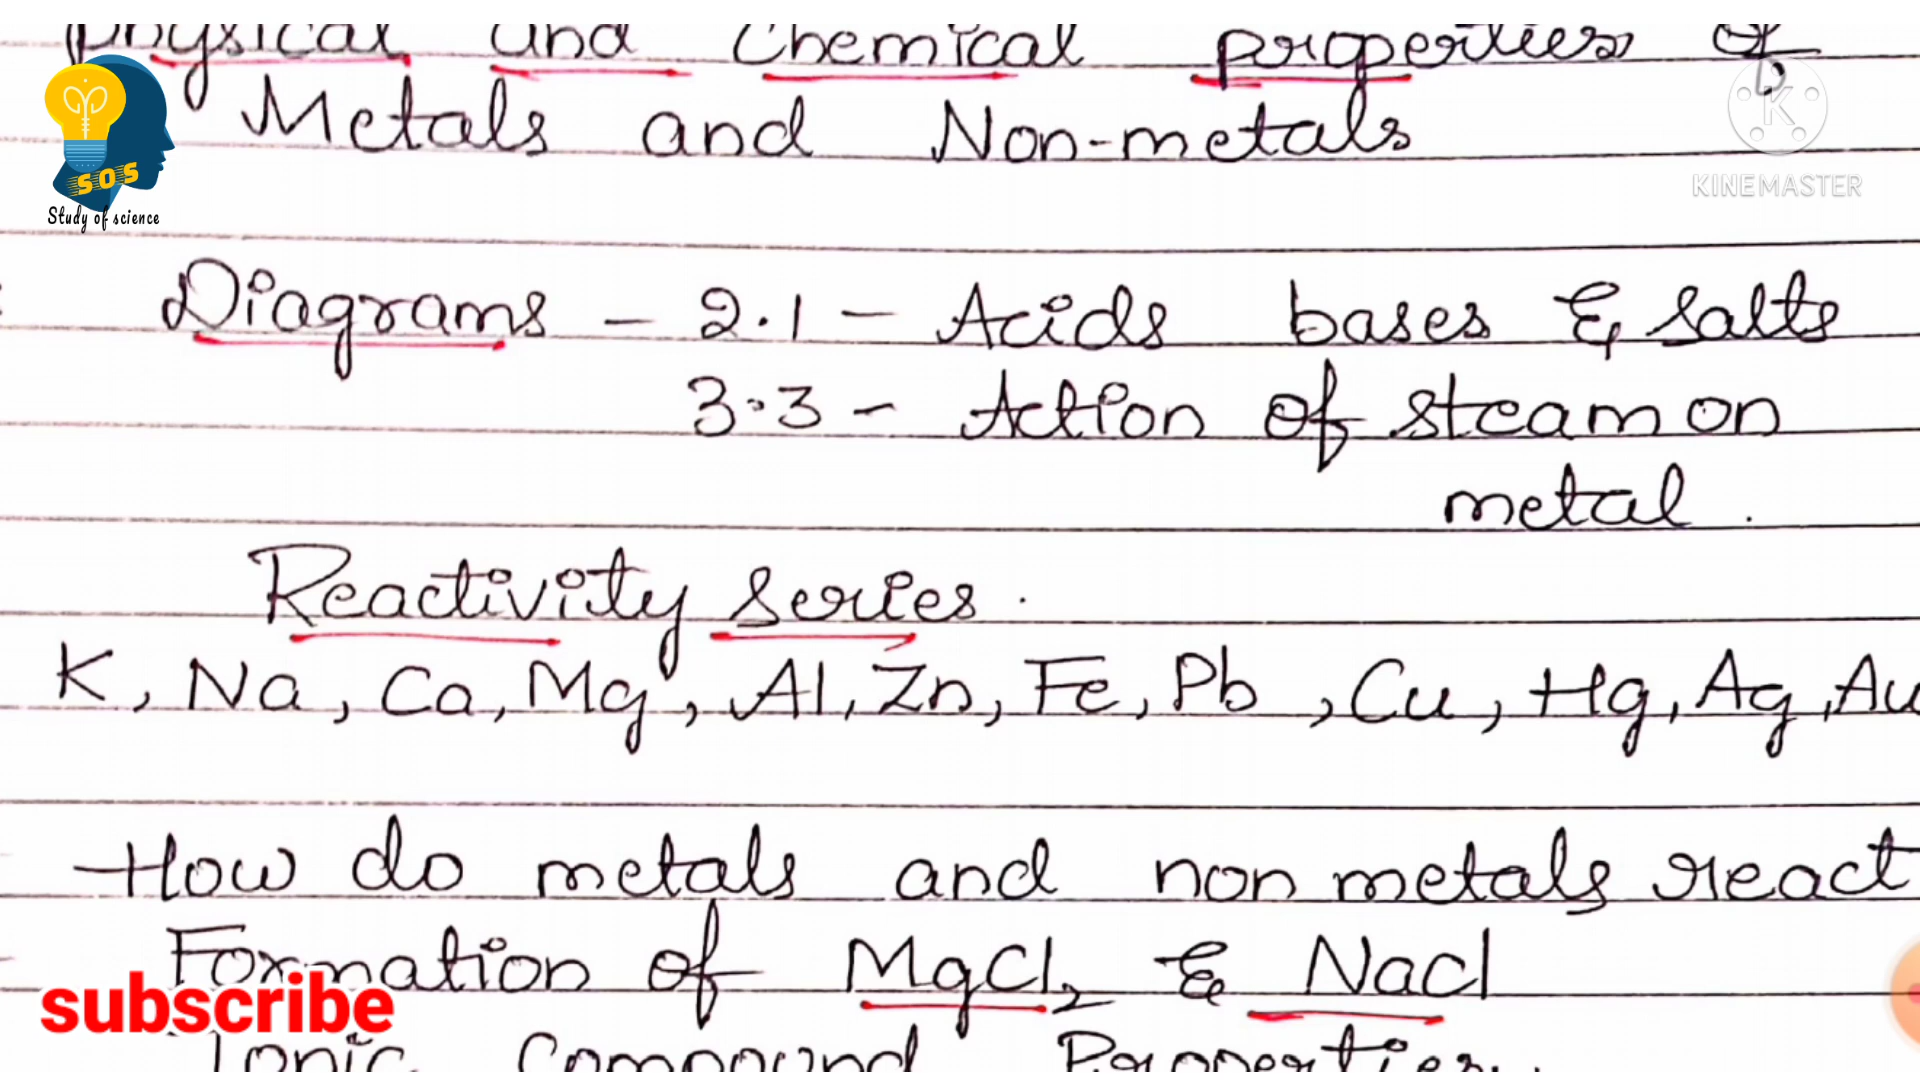 Physical and Chemical properties of
Metals and Non-metals
SOS
Study of science
KINEMASTER
Diagrams - 2.1 - Acids bases & Salts
3.3 - Action of steam on
metal.
Reactivity Series.
K, Na, Ca, Mg, Al, Zn, Fe, Pb, Cu, Hg, Ag, Au
How do metals and non metals react
Formation of MgCl₂ & NaCl
subscribe
Ionic Compound Properties.